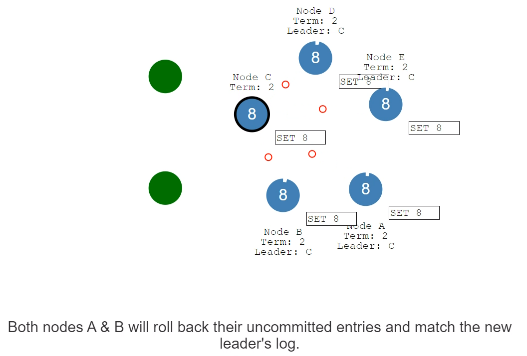 Node D
Term: 2
Leader: C
8
SET 8
Node E
Term: 2
Leader: C
8
SET 8
Node C
Term: 2
8
SET 8
8
SET 8
Node B
Term: 2
Leader: C
8
SET 8
Node A
Term: 2
Leader: C
Both nodes A & B will roll back their uncommitted entries and match the new
leader's log.